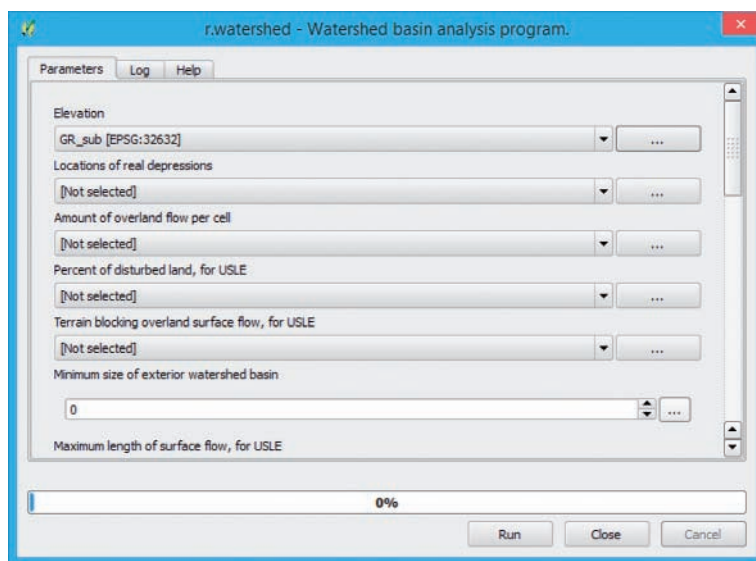 r.watershed - Watershed basin analysis program.
Parameters Log Help
Elevation
GR_sub [EPSG:32632] ...
Locations of real depressions
[Not selected] ...
Amount of overland flow per cell
[Not selected] ...
Percent of disturbed land, for USLE
[Not selected] ...
Terrain blocking overland surface flow, for USLE
[Not selected] ...
Minimum size of exterior watershed basin
0 ...
Maximum length of surface flow, for USLE
0%
Run Close Cancel